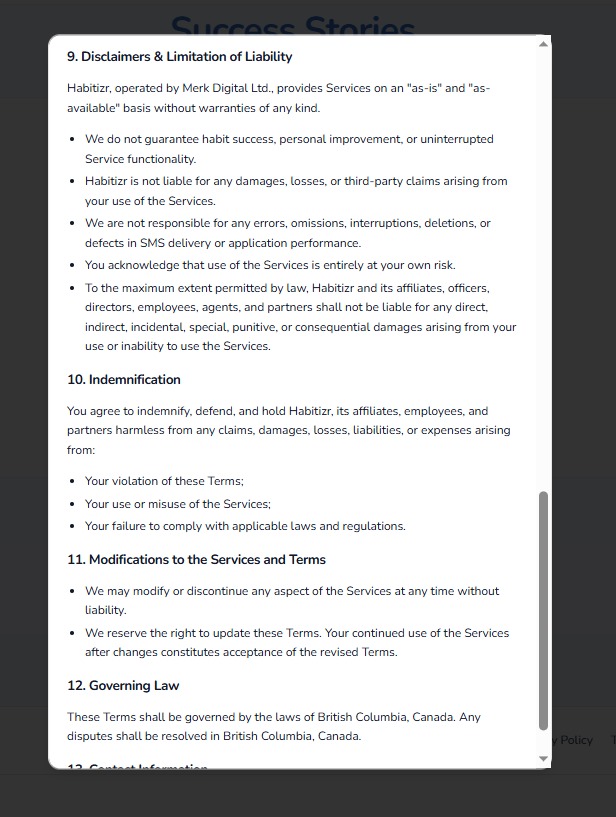 Success Stories
9. Disclaimers & Limitation of Liability
Habitizr, operated by Merk Digital Ltd., provides Services on an "as-is" and "as-
available" basis without warranties of any kind.
• We do not guarantee habit success, personal improvement, or uninterrupted
Service functionality.
• Habitizr is not liable for any damages, losses, or third-party claims arising from
your use of the Services.
• We are not responsible for any errors, omissions, interruptions, deletions, or
defects in SMS delivery or application performance.
• You acknowledge that use of the Services is entirely at your own risk.
• To the maximum extent permitted by law, Habitizr and its affiliates, officers,
directors, employees, agents, and partners shall not be liable for any direct,
indirect, incidental, special, punitive, or consequential damages arising from your
use or inability to use the Services.
10. Indemnification
You agree to indemnify, defend, and hold Habitizr, its affiliates, employees, and
partners harmless from any claims, damages, losses, liabilities, or expenses arising
from:
• Your violation of these Terms;
• Your use or misuse of the Services;
• Your failure to comply with applicable laws and regulations.
11. Modifications to the Services and Terms
• We may modify or discontinue any aspect of the Services at any time without
liability.
• We reserve the right to update these Terms. Your continued use of the Services
after changes constitutes acceptance of the revised Terms.
12. Governing Law
These Terms shall be governed by the laws of British Columbia, Canada. Any
disputes shall be resolved in British Columbia, Canada.
y Policy
13. Contact Information